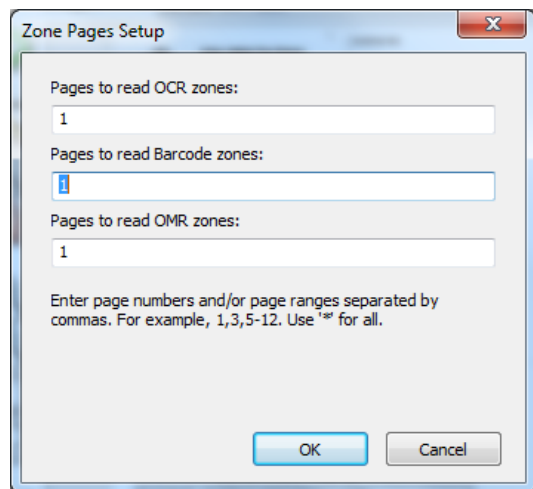 Zone Pages Setup
Pages to read OCR zones:
1
Pages to read Barcode zones:
1
Pages to read OMR zones:
1
Enter page numbers and/or page ranges separated by
commas. For example, 1,3,5-12. Use '*' for all.
OK
Cancel